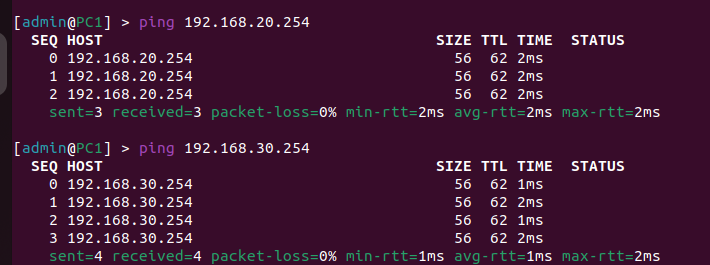 [admin@PC1] > ping 192.168.20.254
SEQ HOST SIZE TTL TIME STATUS
0 192.168.20.254 56 62 2ms
1 192.168.20.254 56 62 2ms
2 192.168.20.254 56 62 2ms
sent=3 received=3 packet-loss=0% min-rtt=2ms avg-rtt=2ms max-rtt=2ms
[admin@PC1] > ping 192.168.30.254
SEQ HOST SIZE TTL TIME STATUS
0 192.168.30.254 56 62 1ms
1 192.168.30.254 56 62 2ms
2 192.168.30.254 56 62 1ms
3 192.168.30.254 56 62 2ms
sent=4 received=4 packet-loss=0% min-rtt=1ms avg-rtt=1ms max-rtt=2ms